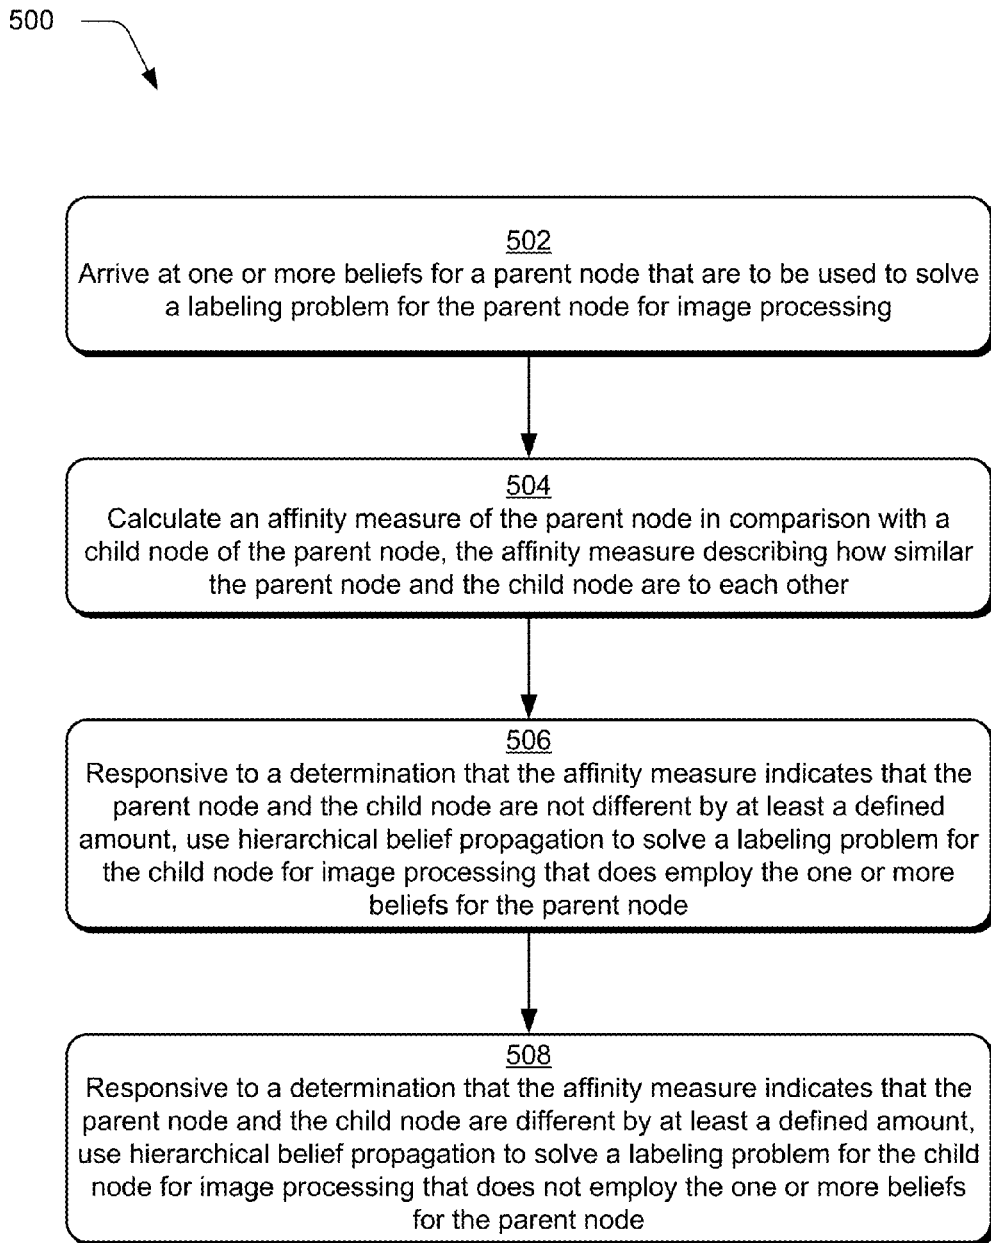 500
502
Arrive at one or more beliefs for a parent node that are to be used to solve
a labeling problem for the parent node for image processing
504
Calculate an affinity measure of the parent node in comparison with a
child node of the parent node, the affinity measure describing how similar
the parent node and the child node are to each other
506
Responsive to a determination that the affinity measure indicates that the
parent node and the child node are not different by at least a defined
amount, use hierarchical belief propagation to solve a labeling problem for
the child node for image processing that does employ the one or more
beliefs for the parent node
508
Responsive to a determination that the affinity measure indicates that the
parent node and the child node are different by at least a defined amount,
use hierarchical belief propagation to solve a labeling problem for the child
node for image processing that does not employ the one or more beliefs
for the parent node